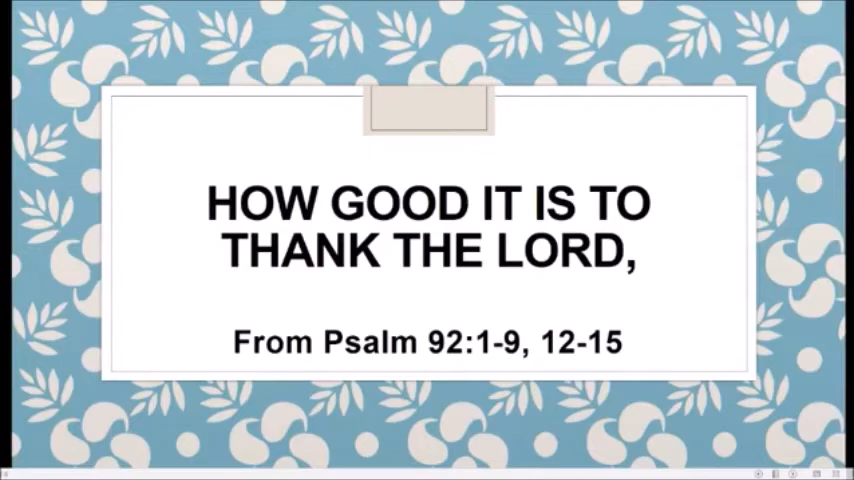 HOW GOOD IT IS TO
THANK THE LORD,
From Psalm 92:1-9, 12-15